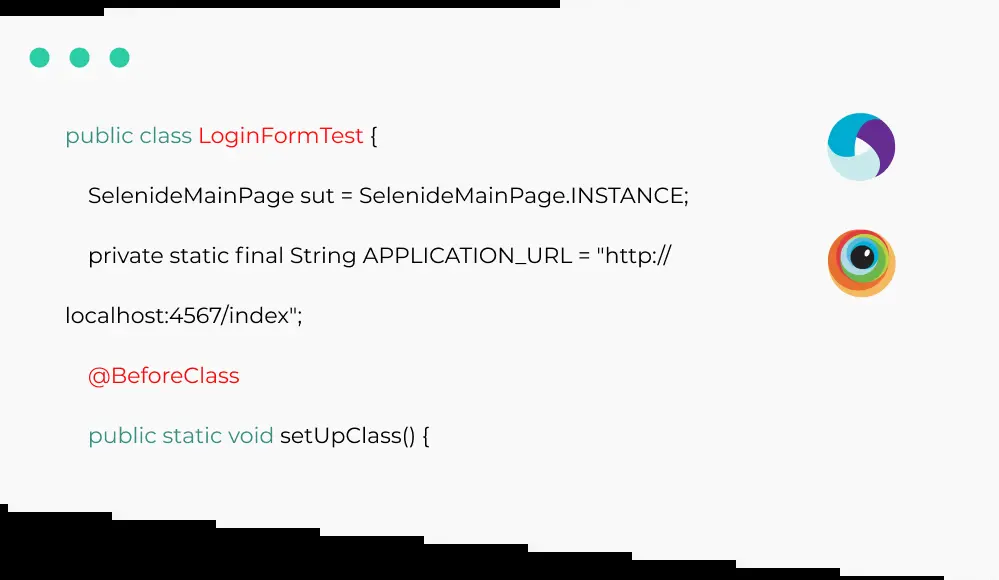 public class LoginFormTest {
SelenideMainPage sut = SelenideMainPage.INSTANCE;
private static final String APPLICATION_URL = "http://
localhost:4567/index";
@BeforeClass
public static void setUpClass() {